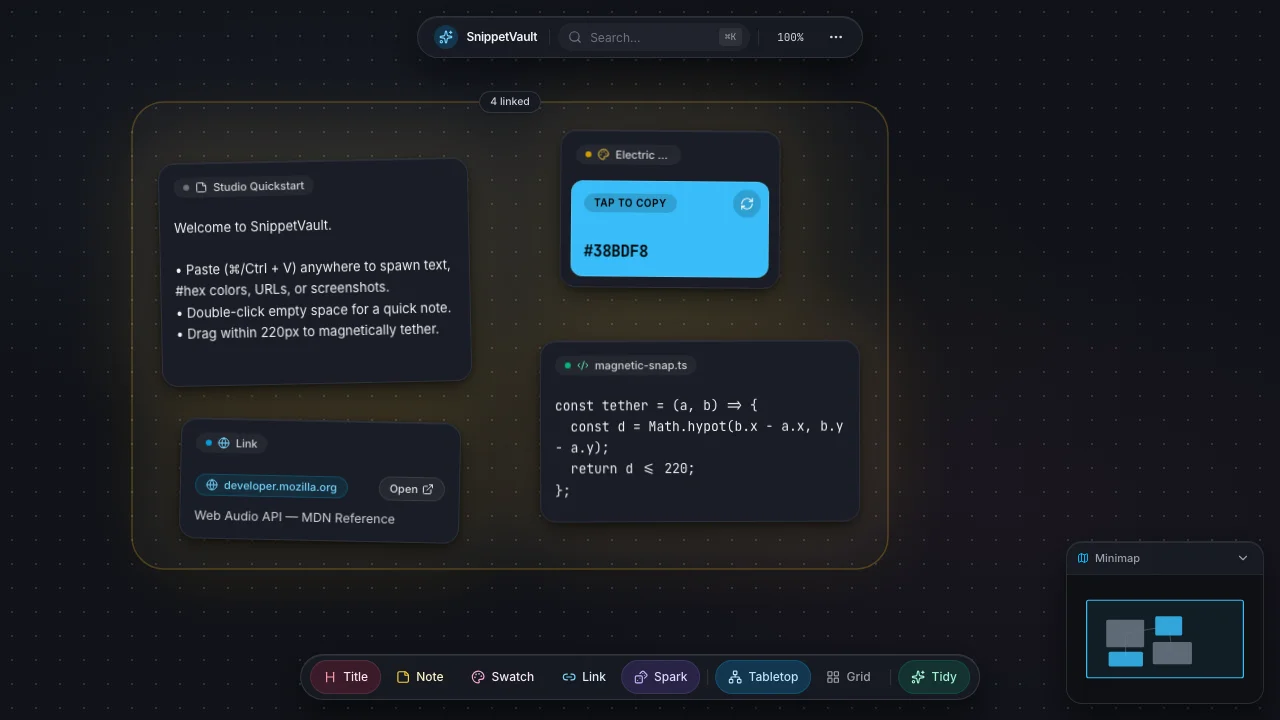 SnippetVault
Search...
⌘K
100%
4 linked
Studio Quickstart
Welcome to SnippetVault.
• Paste (⌘/Ctrl + V) anywhere to spawn text,
#hex colors, URLs, or screenshots.
• Double-click empty space for a quick note.
• Drag within 220px to magnetically tether.
Electric ...
TAP TO COPY
#38BDF8
magnetic-snap.ts
const tether = (a, b) => {
const d = Math.hypot(b.x - a.x, b.y
- a.y);
return d <= 220;
};
Link
developer.mozilla.org
Open
Web Audio API — MDN Reference
Minimap
Title
Note
Swatch
Link
Spark
Tabletop
Grid
Tidy